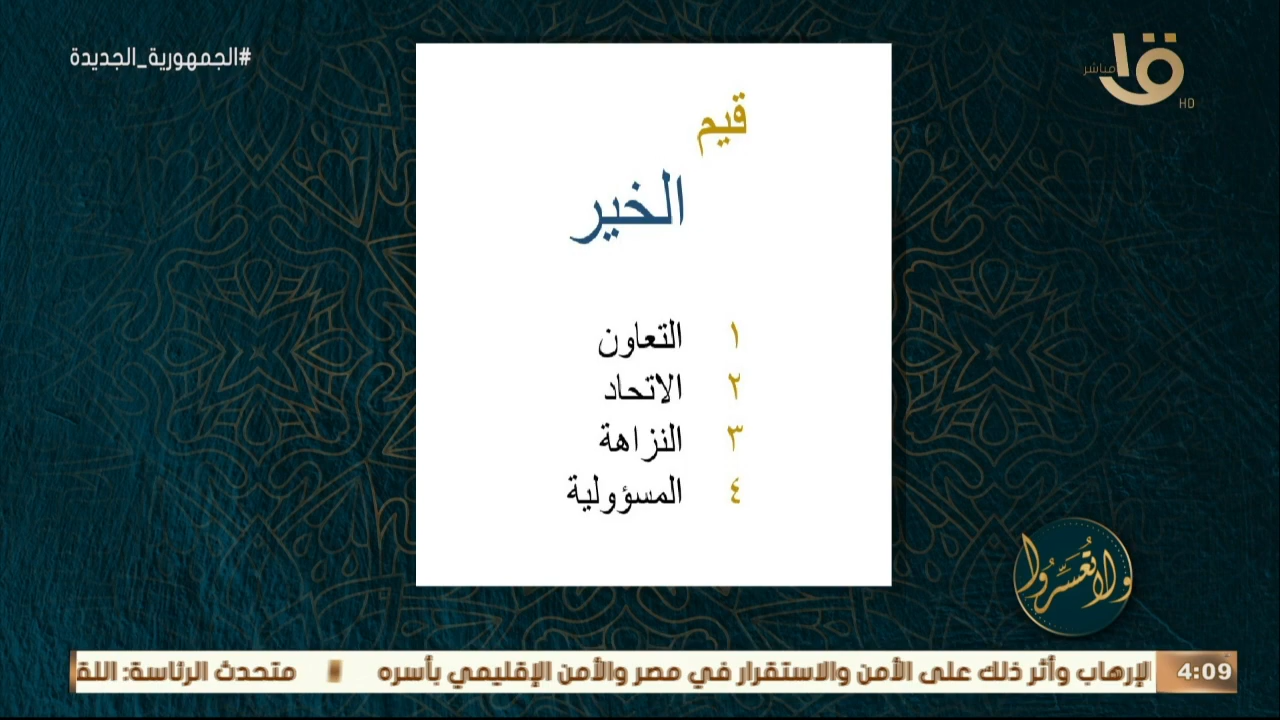 #الجمهورية_الجديدة
مباشر
HD
قيم
الخير
١ التعاون
٢ الاتحاد
٣ النزاهة
٤ المسؤولية
ولا تُعَسِّرُوا
4:09
الإرهاب وأثر ذلك على الأمن والاستقرار في مصر والأمن الإقليمي بأسره
متحدث الرئاسة: